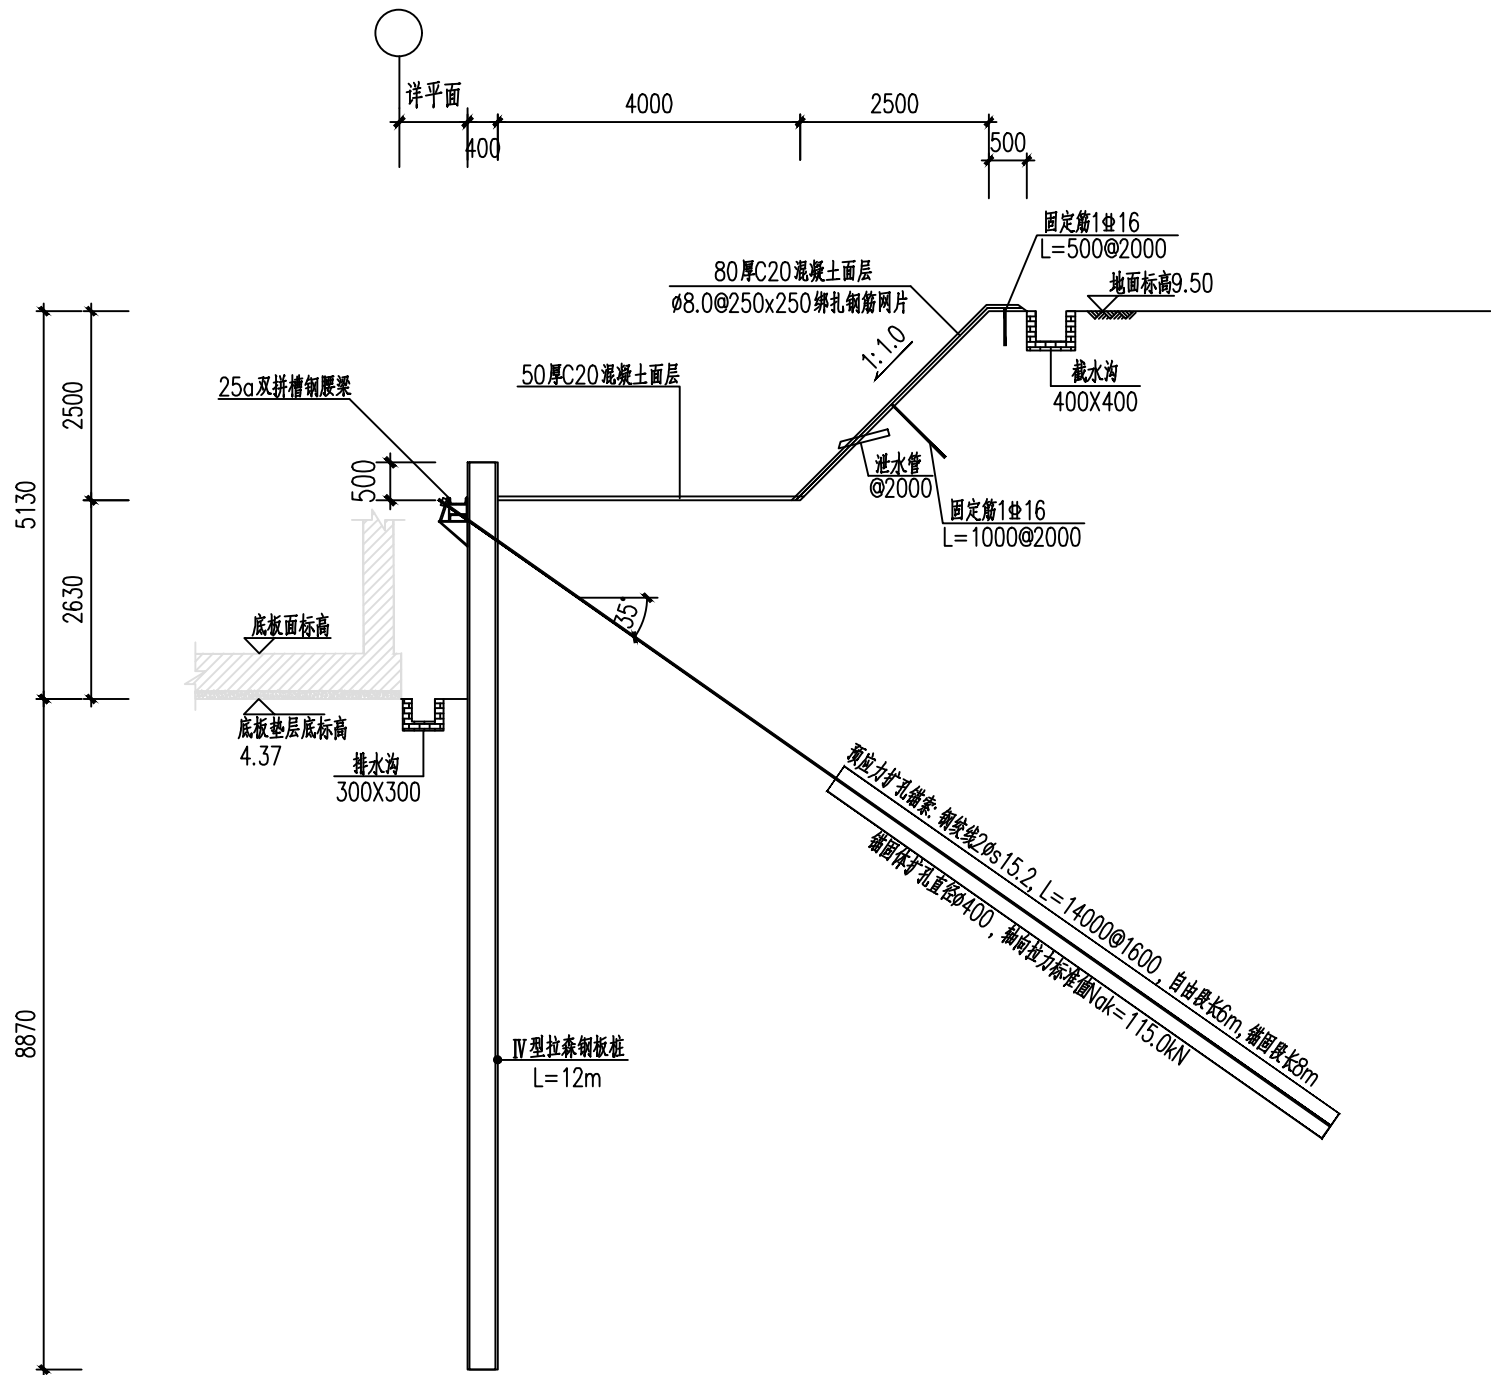 详平面
4000
2500
400
500
固定筋1⌀16
L=500@2000
80厚C20混凝土面层
ø8.0@250x250绑扎钢筋网片
地面标高9.50
1:1.0
截水沟
400X400
50厚C20混凝土面层
25a双拼槽钢腰梁
2500
500
泄水管
@2000
5130
固定筋1⌀16
L=1000@2000
2630
35°
底板面标高
底板垫层底标高
4.37
排水沟
300X300
预应力扩孔锚索: 钢绞线2øs15.2, L=14000@1600, 自由段长6m, 锚固段长8m
锚固体扩孔直径ø400, 轴向拉力标准值Nak=115.0kN
8870
Ⅳ型拉森钢板桩
L=12m